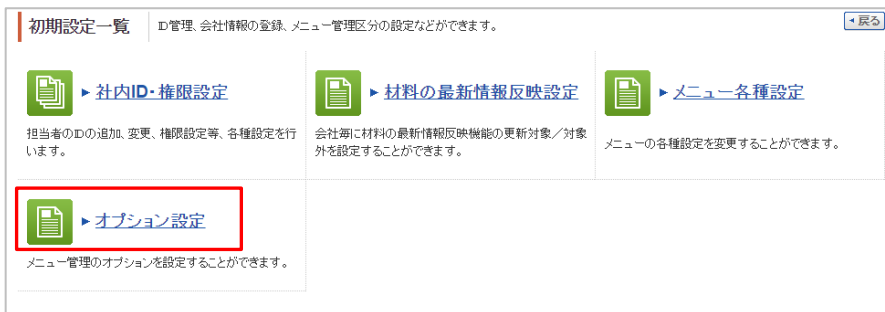 初期設定一覧 ID管理、会社情報の登録、メニュー管理区分の設定などができます。 戻る
社内ID・権限設定
担当者のIDの追加、変更、権限設定等、各種設定を行
います。
材料の最新情報反映設定
会社毎に材料の最新情報反映機能の更新対象／対象
外を設定することができます。
メニュー各種設定
メニューの各種設定を変更することができます。
オプション設定
メニュー管理のオプションを設定することができます。